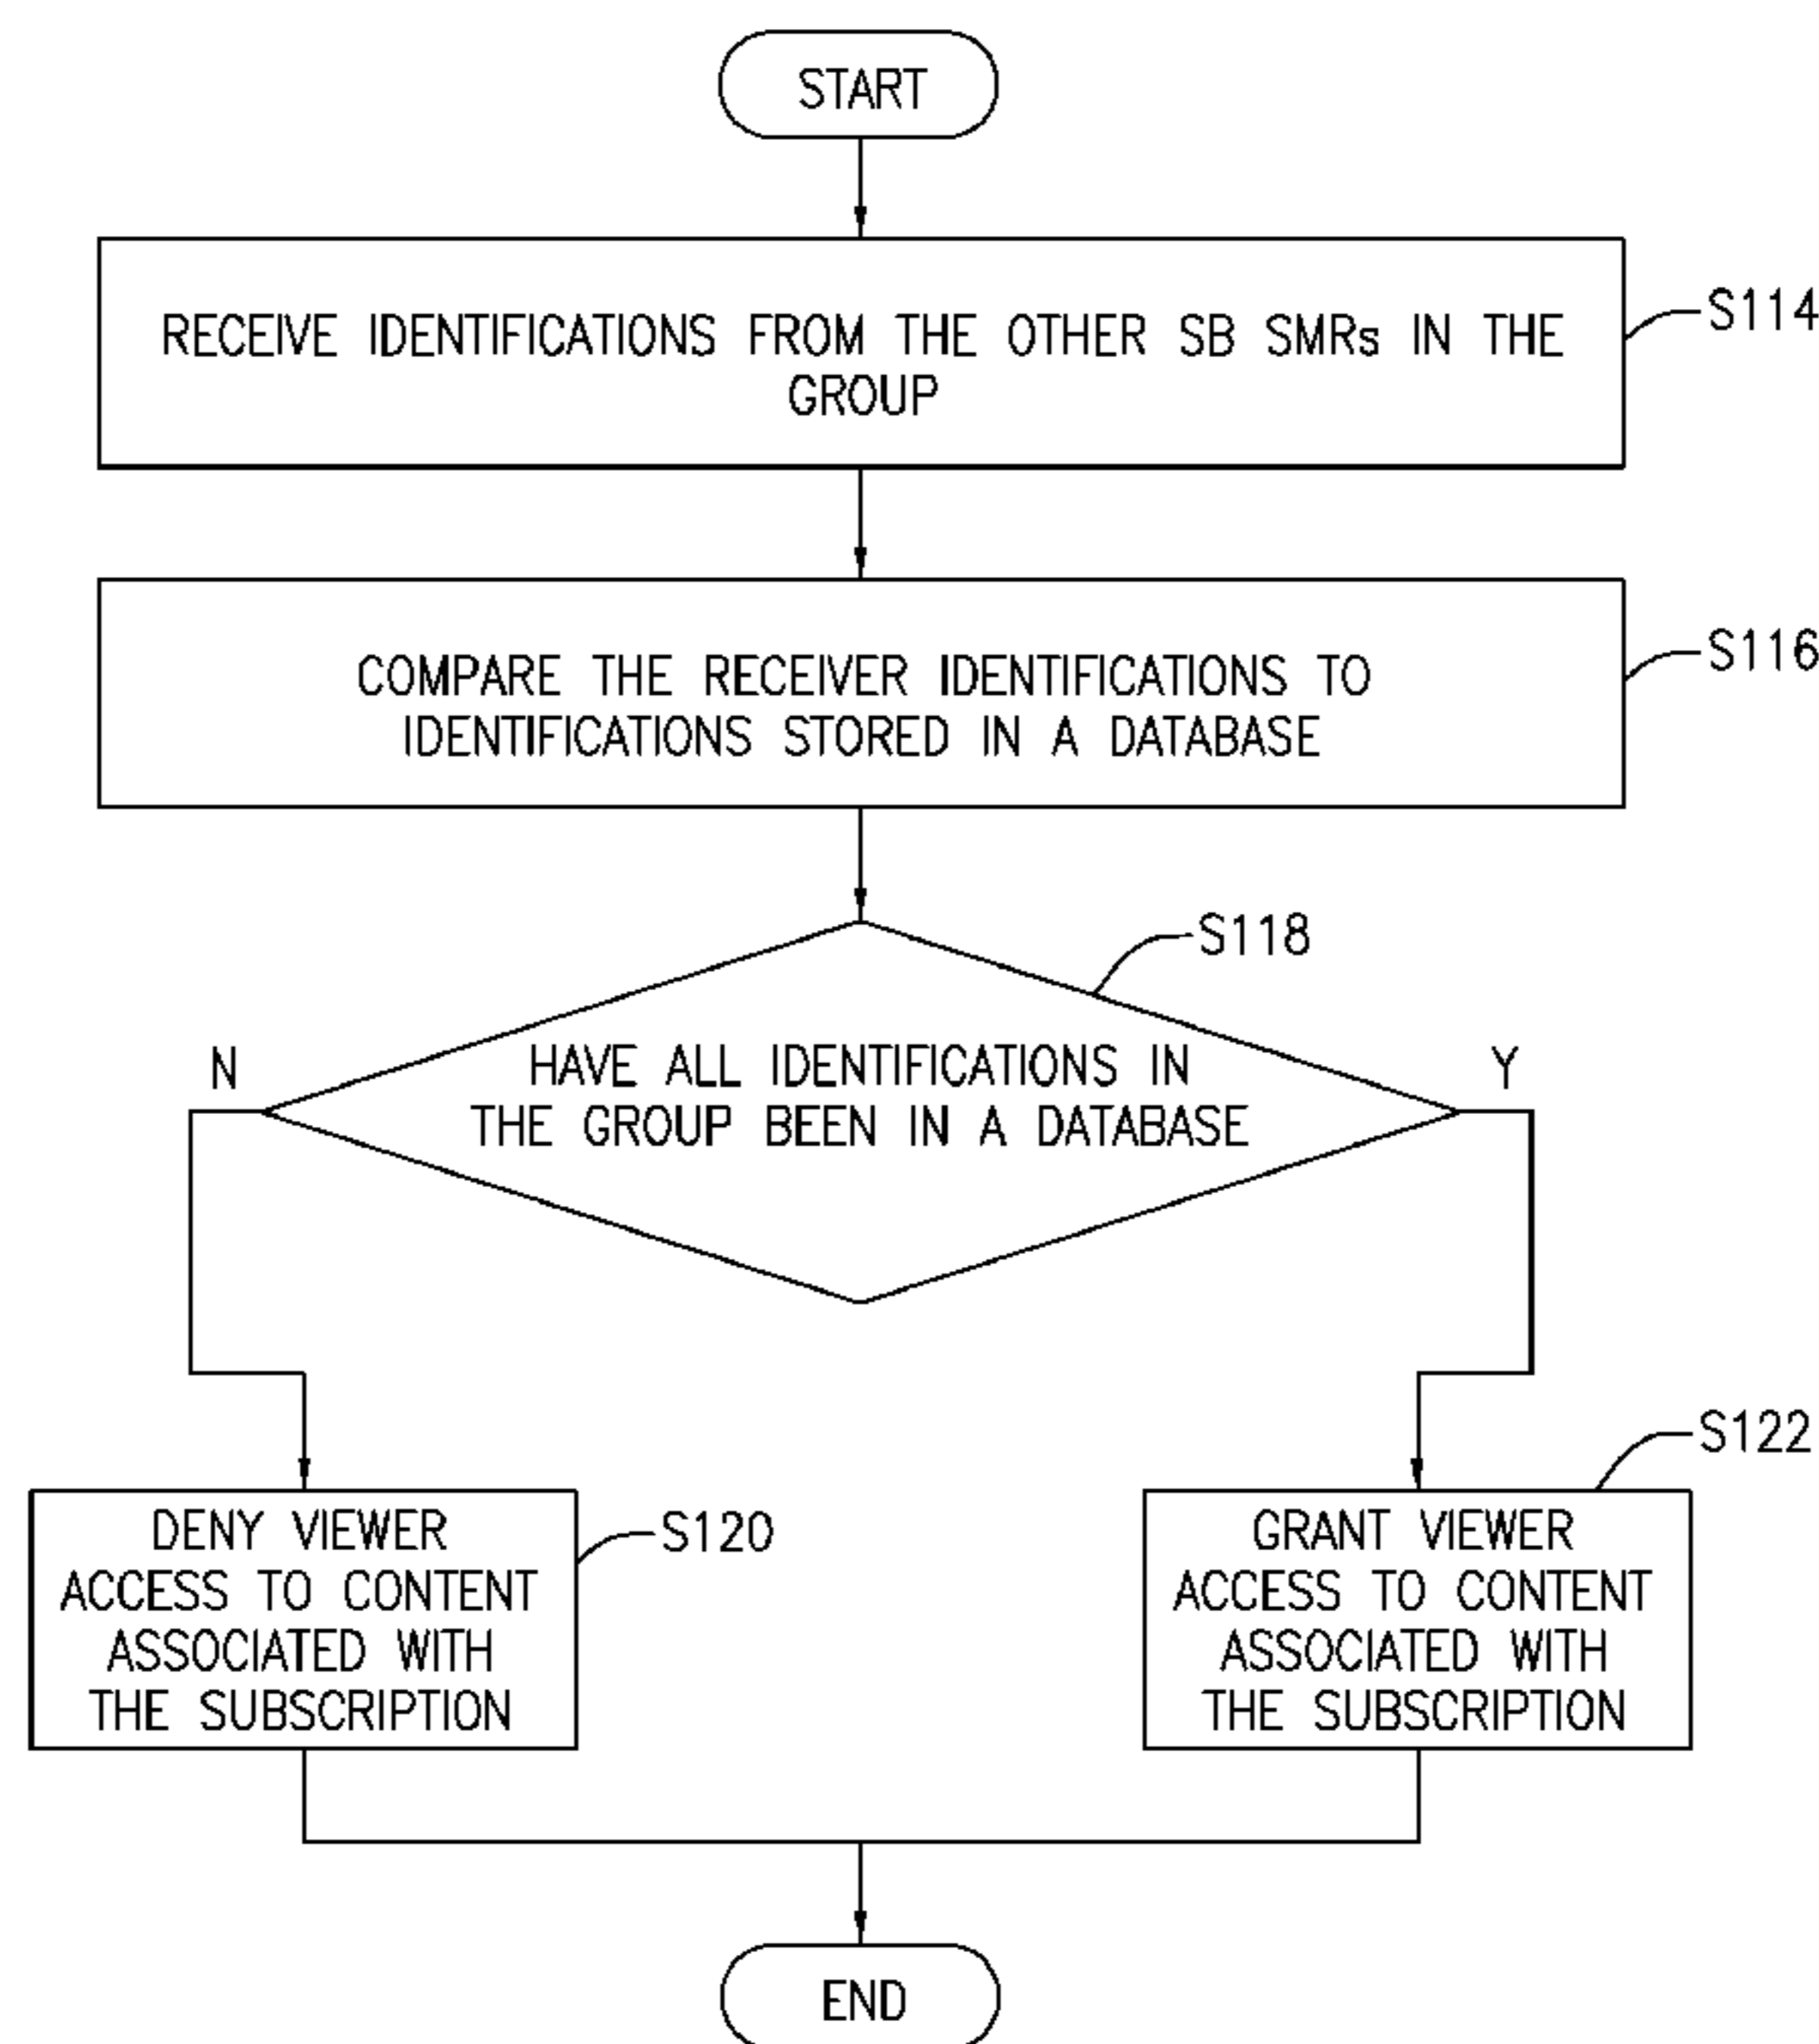 START
RECEIVE IDENTIFICATIONS FROM THE OTHER SB SMRs IN THE
GROUP
S114
COMPARE THE RECEIVER IDENTIFICATIONS TO
IDENTIFICATIONS STORED IN A DATABASE
S116
S118
N
HAVE ALL IDENTIFICATIONS IN
THE GROUP BEEN IN A DATABASE
Y
DENY VIEWER
ACCESS TO CONTENT
ASSOCIATED WITH
THE SUBSCRIPTION
S120
GRANT VIEWER
ACCESS TO CONTENT
ASSOCIATED WITH
THE SUBSCRIPTION
S122
END